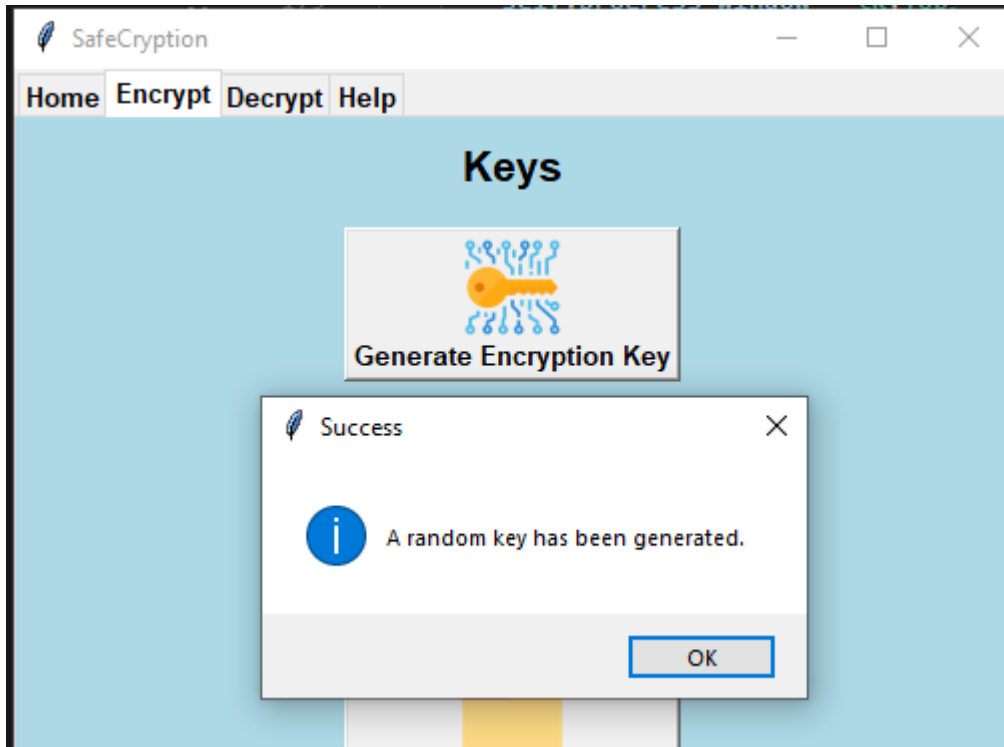 SafeCryption
Home Encrypt Decrypt Help
Keys
Generate Encryption Key
Success
A random key has been generated.
OK